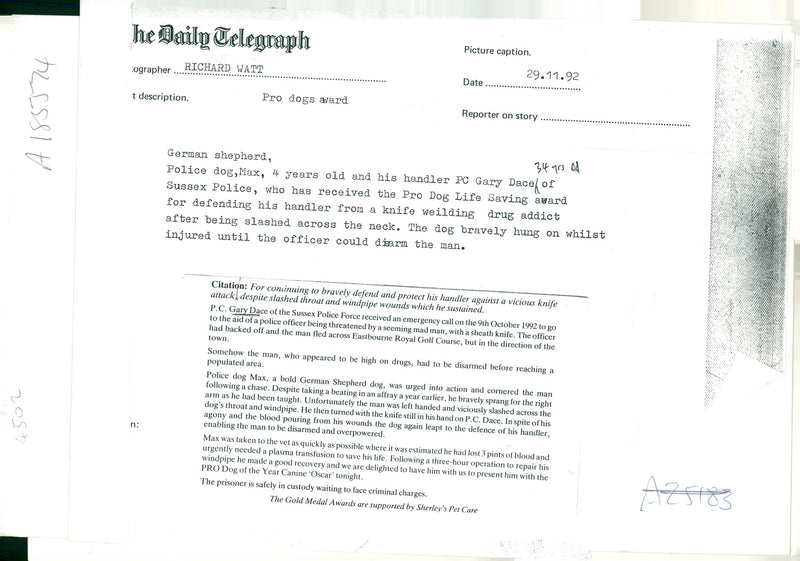 he Daily Telegraph
Picture caption.
ographer RICHARD WATT
Date 29.11.92
t description. Pro dogs award
Reporter on story
A185574
German shepherd,
34 yrs old
Police dog,Max, 4 years old and his handler PC Gary Dace of
Sussex Police, who has received the Pro Dog Life Saving award
for defending his handler from a knife weilding drug addict
after being slashed across the neck. The dog bravely hung on whilst
injured until the officer could disarm the man.
Citation: For continuing to bravely defend and protect his handler against a vicious knife
attack, despite slashed throat and windpipe wounds which he sustained.
P.C. Gary Dace of the Sussex Police Force received an emergency call on the 9th October 1992 to go
to the aid of a police officer being threatened by a seeming mad man, with a sheath knife. The officer
had backed off and the man fled across Eastbourne Royal Golf Course, but in the direction of the
town.
Somehow the man, who appeared to be high on drugs, had to be disarmed before reaching a
populated area.
Police dog Max, a bold German Shepherd dog, was urged into action and cornered the man
following a chase. Despite taking a beating in an affray a year earlier, he bravely sprang for the right
arm as he had been taught. Unfortunately the man was left handed and viciously slashed across the
dog's throat and windpipe. He then turned with the knife still in his hand on P.C. Dace. In spite of his
agony and the blood pouring from his wounds the dog again leapt to the defence of his handler,
enabling the man to be disarmed and overpowered.
Max was taken to the vet as quickly as possible where it was estimated he had lost 3 pints of blood and
urgently needed a plasma transfusion to save his life. Following a three-hour operation to repair his
windpipe he made a good recovery and we are delighted to have him with us to present him with the
PRO Dog of the Year Canine 'Oscar' tonight.
The prisoner is safely in custody waiting to face criminal charges.
The Gold Medal Awards are supported by Sherley's Pet Care
n:
4502
A25183